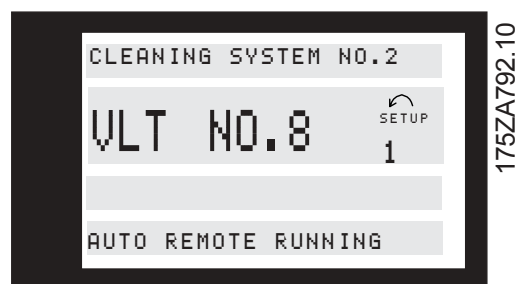 CLEANING SYSTEM NO.2
VLT NO.8
SETUP
1
AUTO REMOTE RUNNING
175ZA792.10